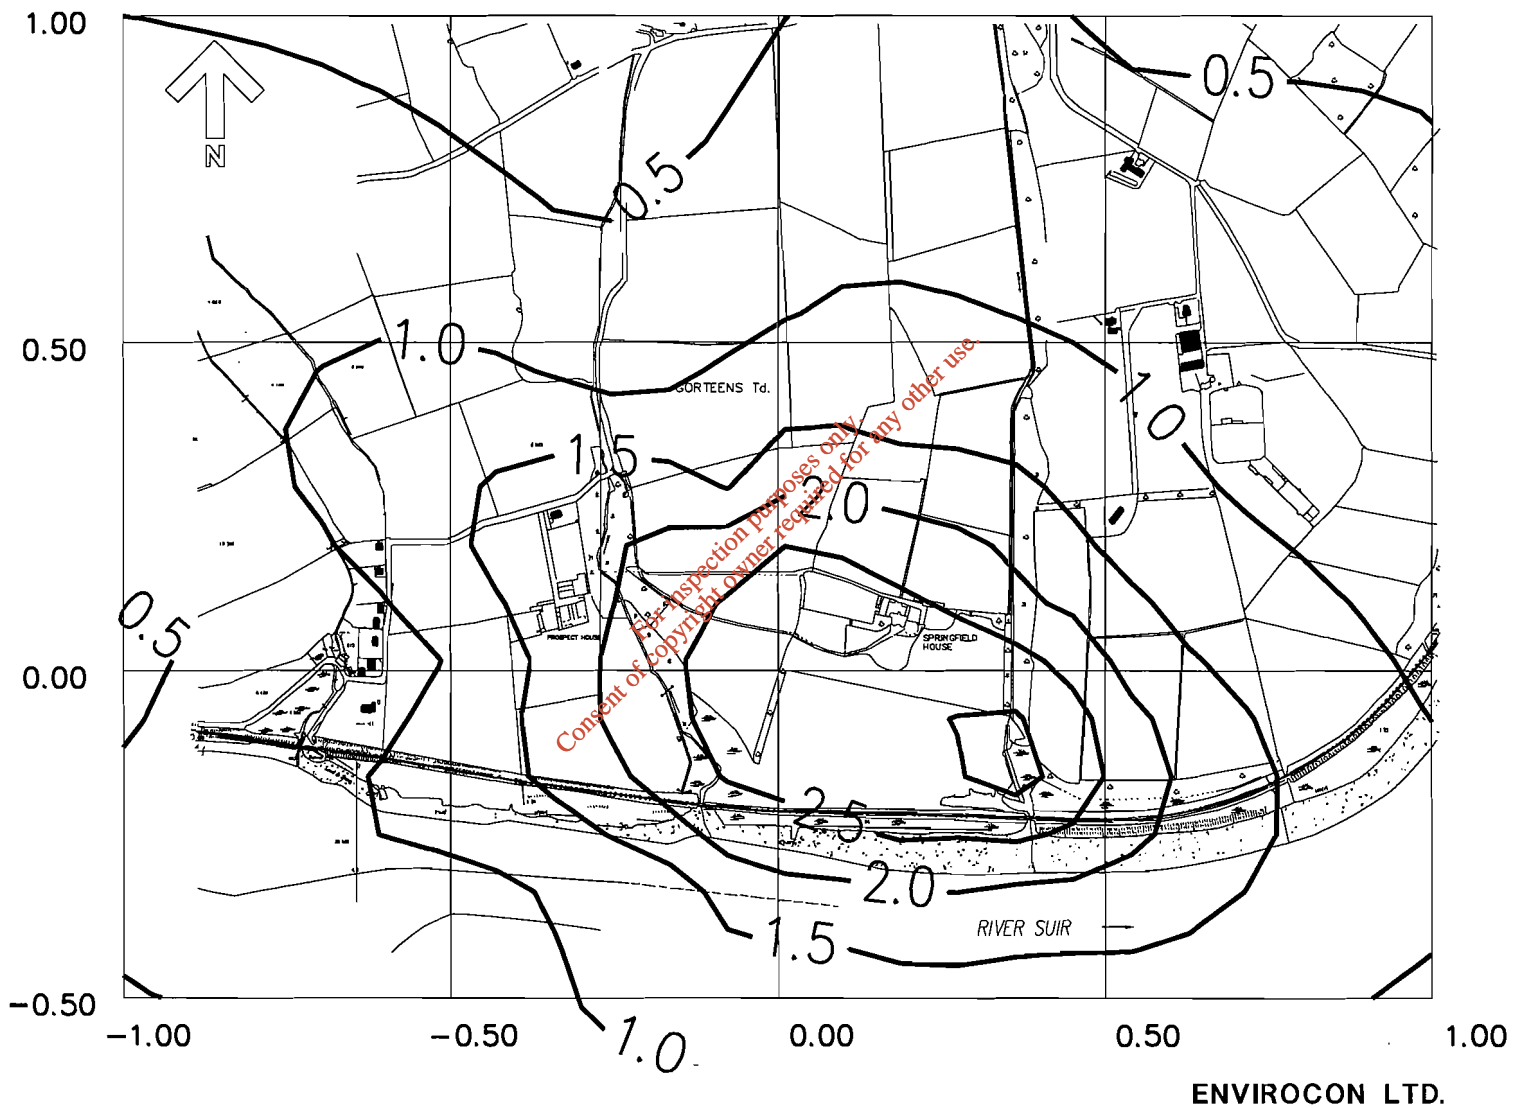 1.00
N
0.5
0.5
0.50
1.0
GORTEENS Td.
1.0
1.5
2.0
For inspection purposes only.
Consent of copyright owner required for any other use.
0.5
PROSPECT HOUSE
SPRINGFIELD
HOUSE
0.00
2.5
2.0
1.5
RIVER SUIR
-0.50
-1.00
-0.50
0.00
0.50
1.00
1.0
ENVIROCON LTD.